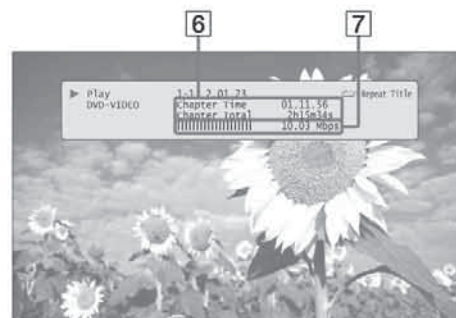 6 7
▶ Play 1-1 2.01.23 Repeat Title
DVD-VIDEO Chapter Time 01.11.56
Chapter Total 2h15m34s
10.03 Mbps